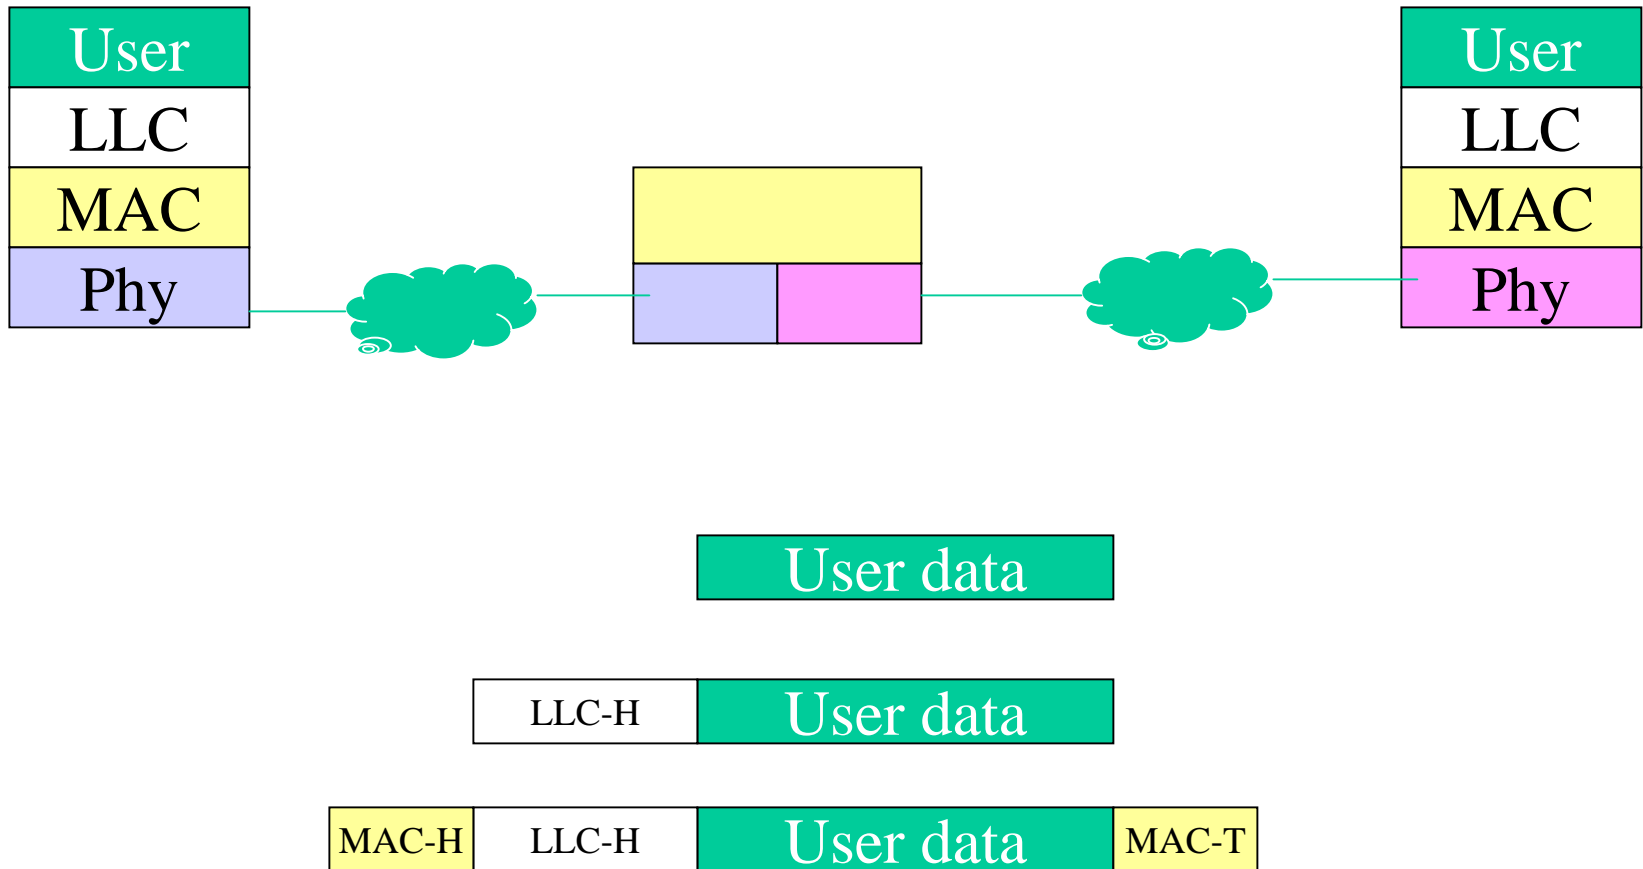 User
LLC
MAC
Phy
User
LLC
MAC
Phy
User data
LLC-H User data
MAC-H LLC-H User data MAC-T